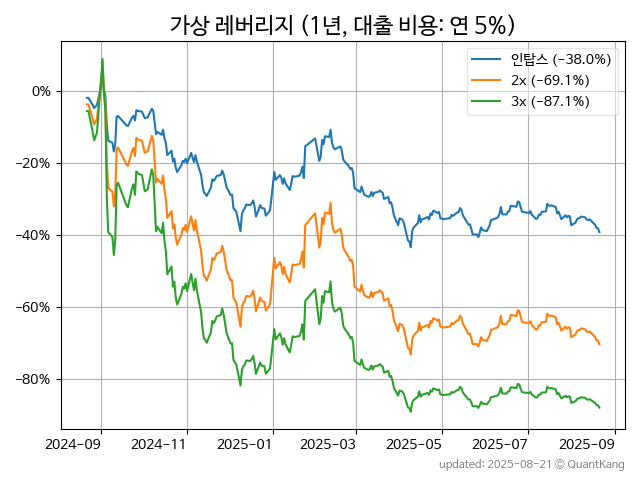 가상 레버리지 (1년, 대출 비용: 연 5%)
인탑스 (−38.0%)
2x (−69.1%)
3x (−87.1%)
0%
−20%
−40%
−60%
−80%
2024-09 2024-11 2025-01 2025-03 2025-05 2025-07 2025-09
updated: 2025-08-21 © QuantKang